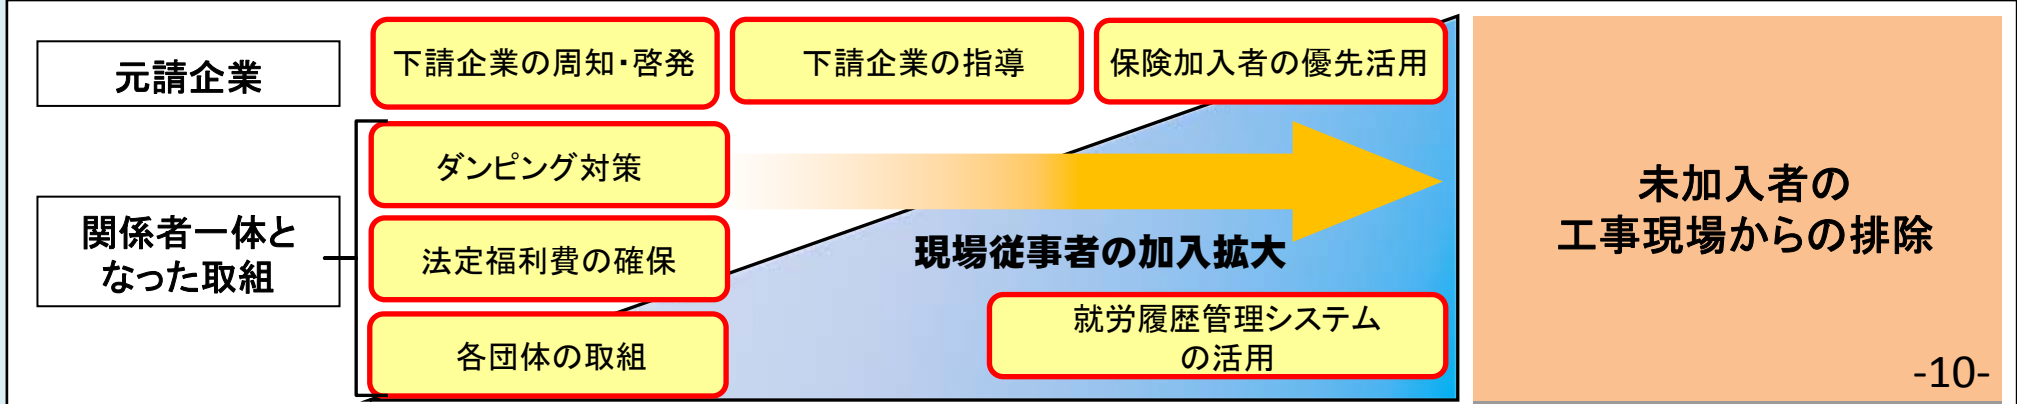 元請企業
下請企業の周知・啓発
下請企業の指導
保険加入者の優先活用
関係者一体と
なった取組
ダンピング対策
法定福利費の確保
各団体の取組
現場従事者の加入拡大
就労履歴管理システム
の活用
未加入者の
工事現場からの排除
-10-